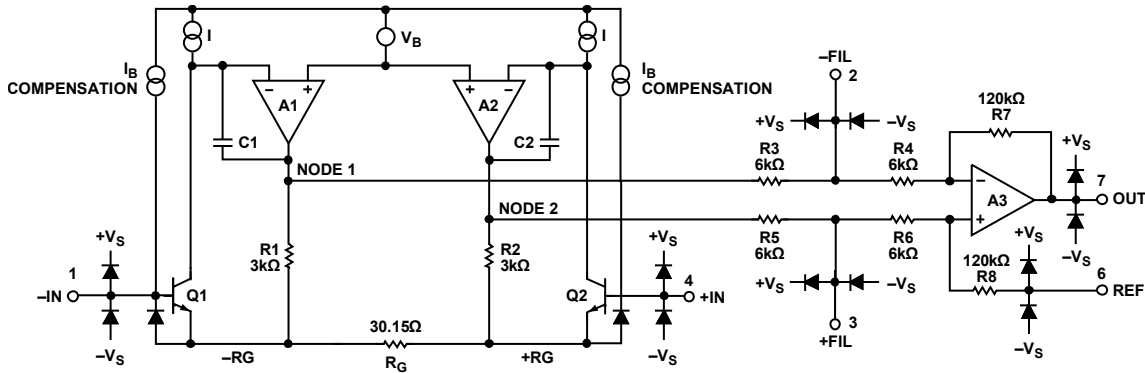 I
V_B
I
I_B
COMPENSATION
I_B
COMPENSATION
–
+
+
–
A1
A2
C1
C2
NODE 1
NODE 2
–FIL
2
+V_S
–V_S
R3
6kΩ
R4
6kΩ
120kΩ
R7
–
+
A3
+V_S
7
OUT
–V_S
R5
6kΩ
R6
6kΩ
+V_S
–V_S
3
+FIL
120kΩ
R8
+V_S
6
REF
–V_S
+V_S
1
–IN
–V_S
Q1
R1
3kΩ
R2
3kΩ
Q2
+V_S
4
+IN
–V_S
30.15Ω
–RG
R_G
+RG